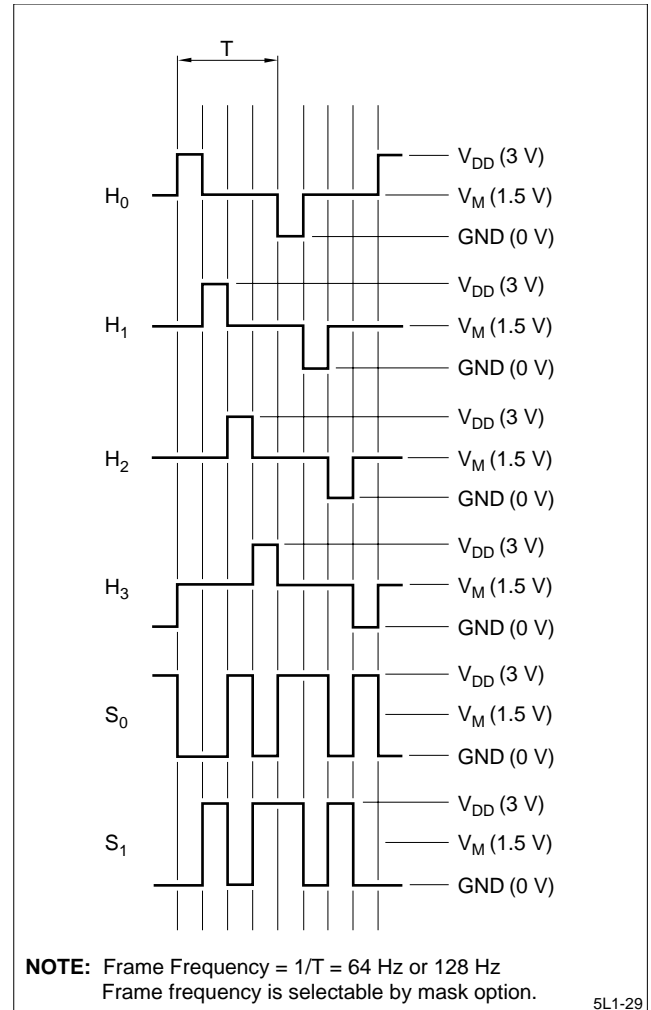 T
H0
VDD (3 V)
VM (1.5 V)
GND (0 V)
H1
VDD (3 V)
VM (1.5 V)
GND (0 V)
H2
VDD (3 V)
VM (1.5 V)
GND (0 V)
H3
VDD (3 V)
VM (1.5 V)
GND (0 V)
S0
VDD (3 V)
VM (1.5 V)
GND (0 V)
S1
VDD (3 V)
VM (1.5 V)
GND (0 V)
NOTE: Frame Frequency = 1/T = 64 Hz or 128 Hz
Frame frequency is selectable by mask option.
5L1-29